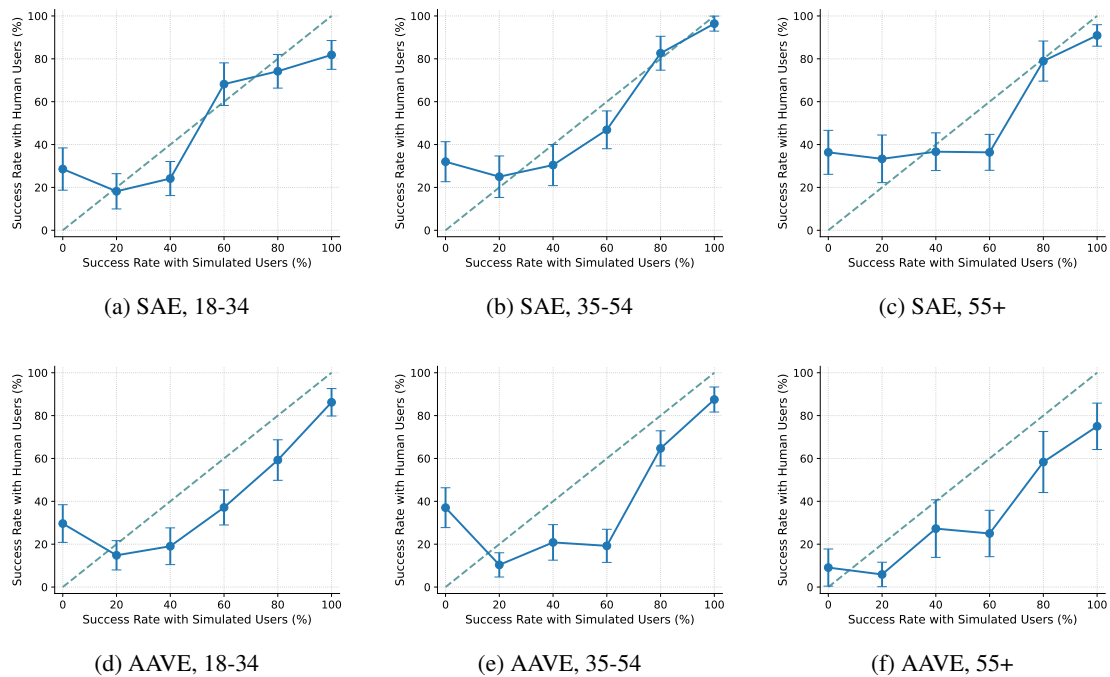 100
80
60
40
20
0
Success Rate with Human Users (%)
0 20 40 60 80 100
Success Rate with Simulated Users (%)
(a) SAE, 18-34
100
80
60
40
20
0
Success Rate with Human Users (%)
0 20 40 60 80 100
Success Rate with Simulated Users (%)
(b) SAE, 35-54
100
80
60
40
20
0
Success Rate with Human Users (%)
0 20 40 60 80 100
Success Rate with Simulated Users (%)
(c) SAE, 55+
100
80
60
40
20
0
Success Rate with Human Users (%)
0 20 40 60 80 100
Success Rate with Simulated Users (%)
(d) AAVE, 18-34
100
80
60
40
20
0
Success Rate with Human Users (%)
0 20 40 60 80 100
Success Rate with Simulated Users (%)
(e) AAVE, 35-54
100
80
60
40
20
0
Success Rate with Human Users (%)
0 20 40 60 80 100
Success Rate with Simulated Users (%)
(f) AAVE, 55+